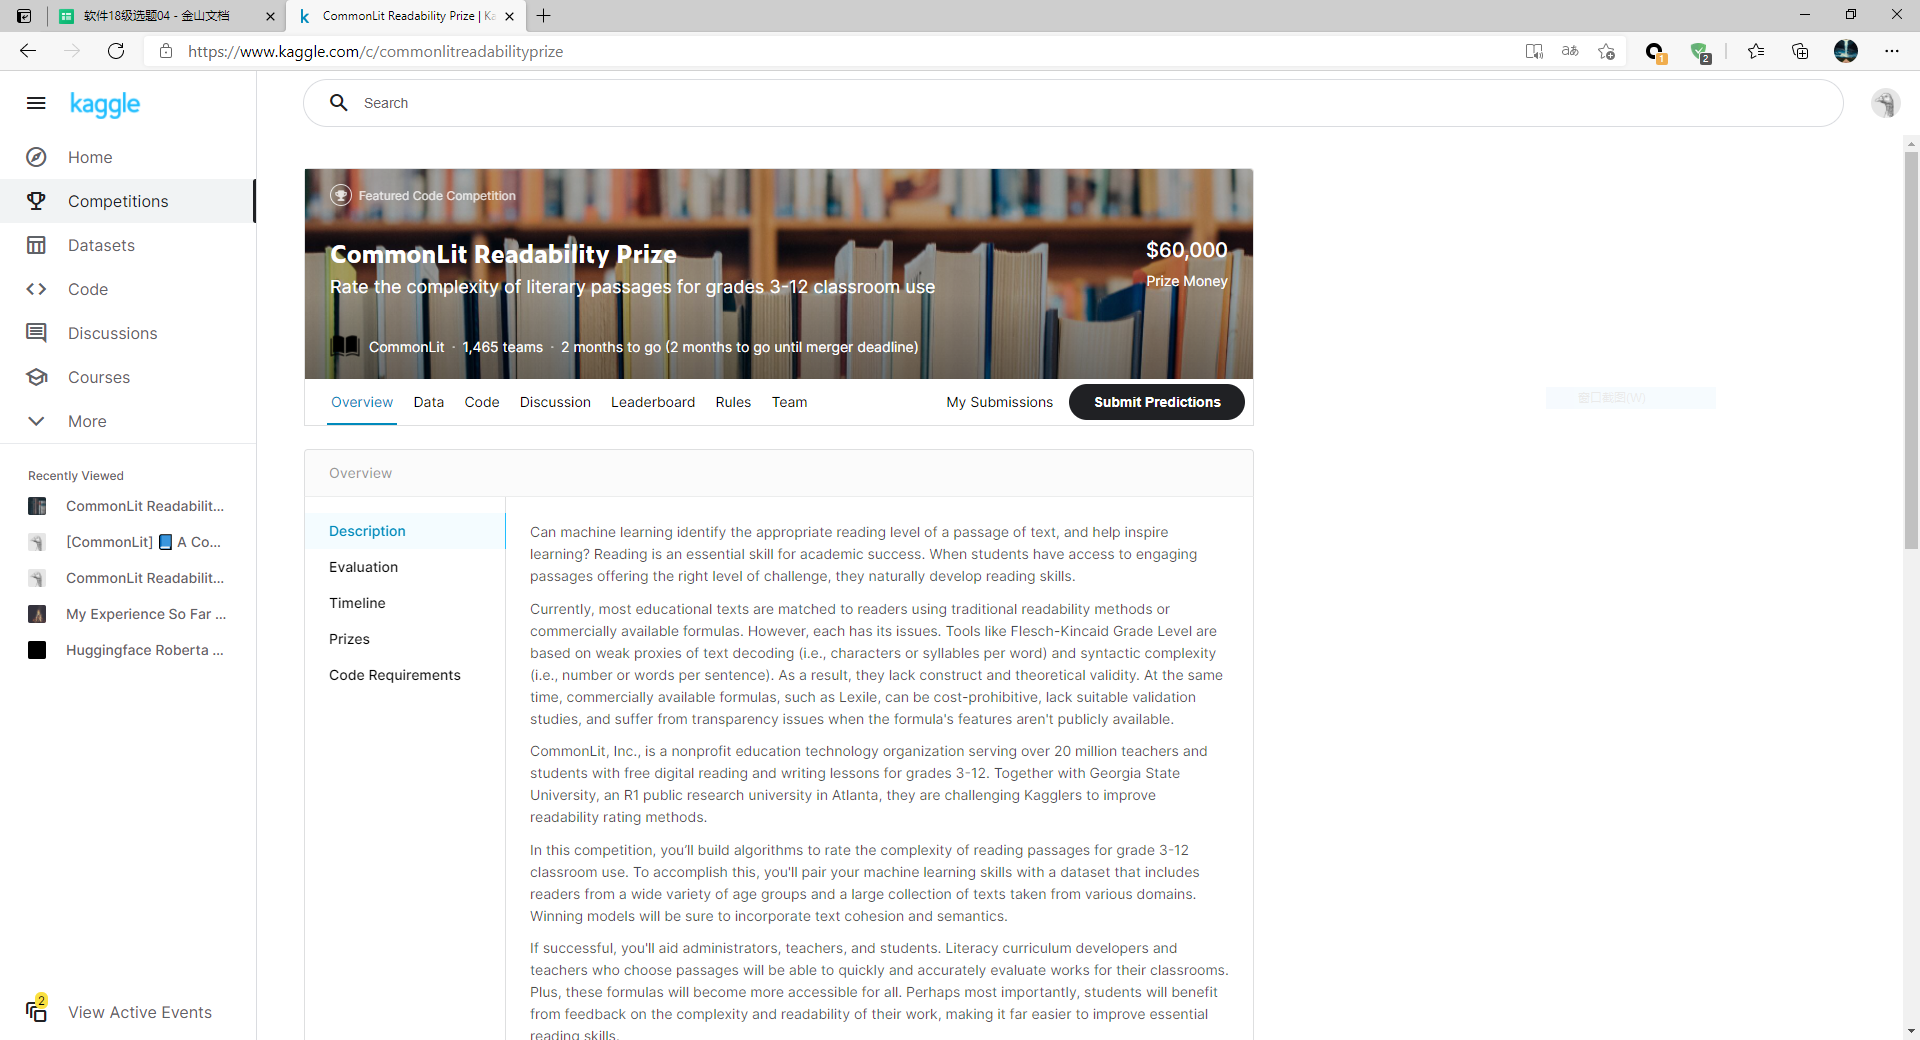 软件18级选题04 - 金山文档
CommonLit Readability Prize | Ka
https://www.kaggle.com/c/commonlitreadabilityprize
aあ
1
2
kaggle
Search
Home
Competitions
Datasets
Code
Discussions
Courses
More
Recently Viewed
CommonLit Readabilit...
[CommonLit] 📘 A Co...
CommonLit Readabilit...
My Experience So Far ...
Huggingface Roberta ...
2
View Active Events
Featured Code Competition
CommonLit Readability Prize
Rate the complexity of literary passages for grades 3-12 classroom use
$60,000
Prize Money
CommonLit · 1,465 teams · 2 months to go (2 months to go until merger deadline)
Overview Data Code Discussion Leaderboard Rules Team My Submissions Submit Predictions
窗口截图(W)
Overview
Description
Evaluation
Timeline
Prizes
Code Requirements
Can machine learning identify the appropriate reading level of a passage of text, and help inspire
learning? Reading is an essential skill for academic success. When students have access to engaging
passages offering the right level of challenge, they naturally develop reading skills.
Currently, most educational texts are matched to readers using traditional readability methods or
commercially available formulas. However, each has its issues. Tools like Flesch-Kincaid Grade Level are
based on weak proxies of text decoding (i.e., characters or syllables per word) and syntactic complexity
(i.e., number or words per sentence). As a result, they lack construct and theoretical validity. At the same
time, commercially available formulas, such as Lexile, can be cost-prohibitive, lack suitable validation
studies, and suffer from transparency issues when the formula's features aren't publicly available.
CommonLit, Inc., is a nonprofit education technology organization serving over 20 million teachers and
students with free digital reading and writing lessons for grades 3-12. Together with Georgia State
University, an R1 public research university in Atlanta, they are challenging Kagglers to improve
readability rating methods.
In this competition, you’ll build algorithms to rate the complexity of reading passages for grade 3-12
classroom use. To accomplish this, you'll pair your machine learning skills with a dataset that includes
readers from a wide variety of age groups and a large collection of texts taken from various domains.
Winning models will be sure to incorporate text cohesion and semantics.
If successful, you'll aid administrators, teachers, and students. Literacy curriculum developers and
teachers who choose passages will be able to quickly and accurately evaluate works for their classrooms.
Plus, these formulas will become more accessible for all. Perhaps most importantly, students will benefit
from feedback on the complexity and readability of their work, making it far easier to improve essential
reading skills.